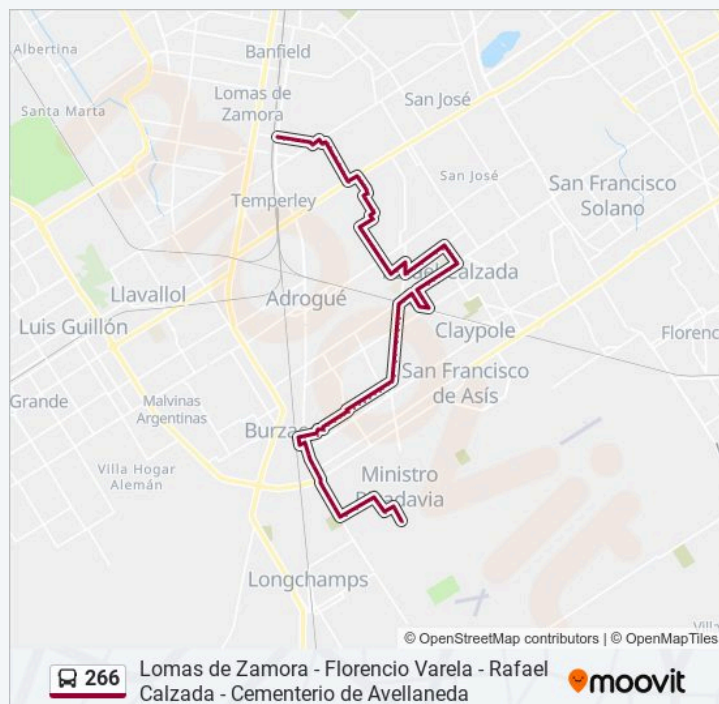 Albertina
Banfield
Lomas de
Zamora
San José
Santa Marta
San José
San Francisco
Solano
Temperley
Calzada
Llavallol
Adrogué
Luis Guillón
Claypole
Florenc
San Francisco
de Asís
Grande
Malvinas
Argentinas
Burza
Villa Hogar
Alemán
Ministro
Longchamps
Villa
© OpenStreetMap contributors | © OpenMapTiles
266
Lomas de Zamora - Florencio Varela - Rafael
Calzada - Cementerio de Avellaneda
moovit